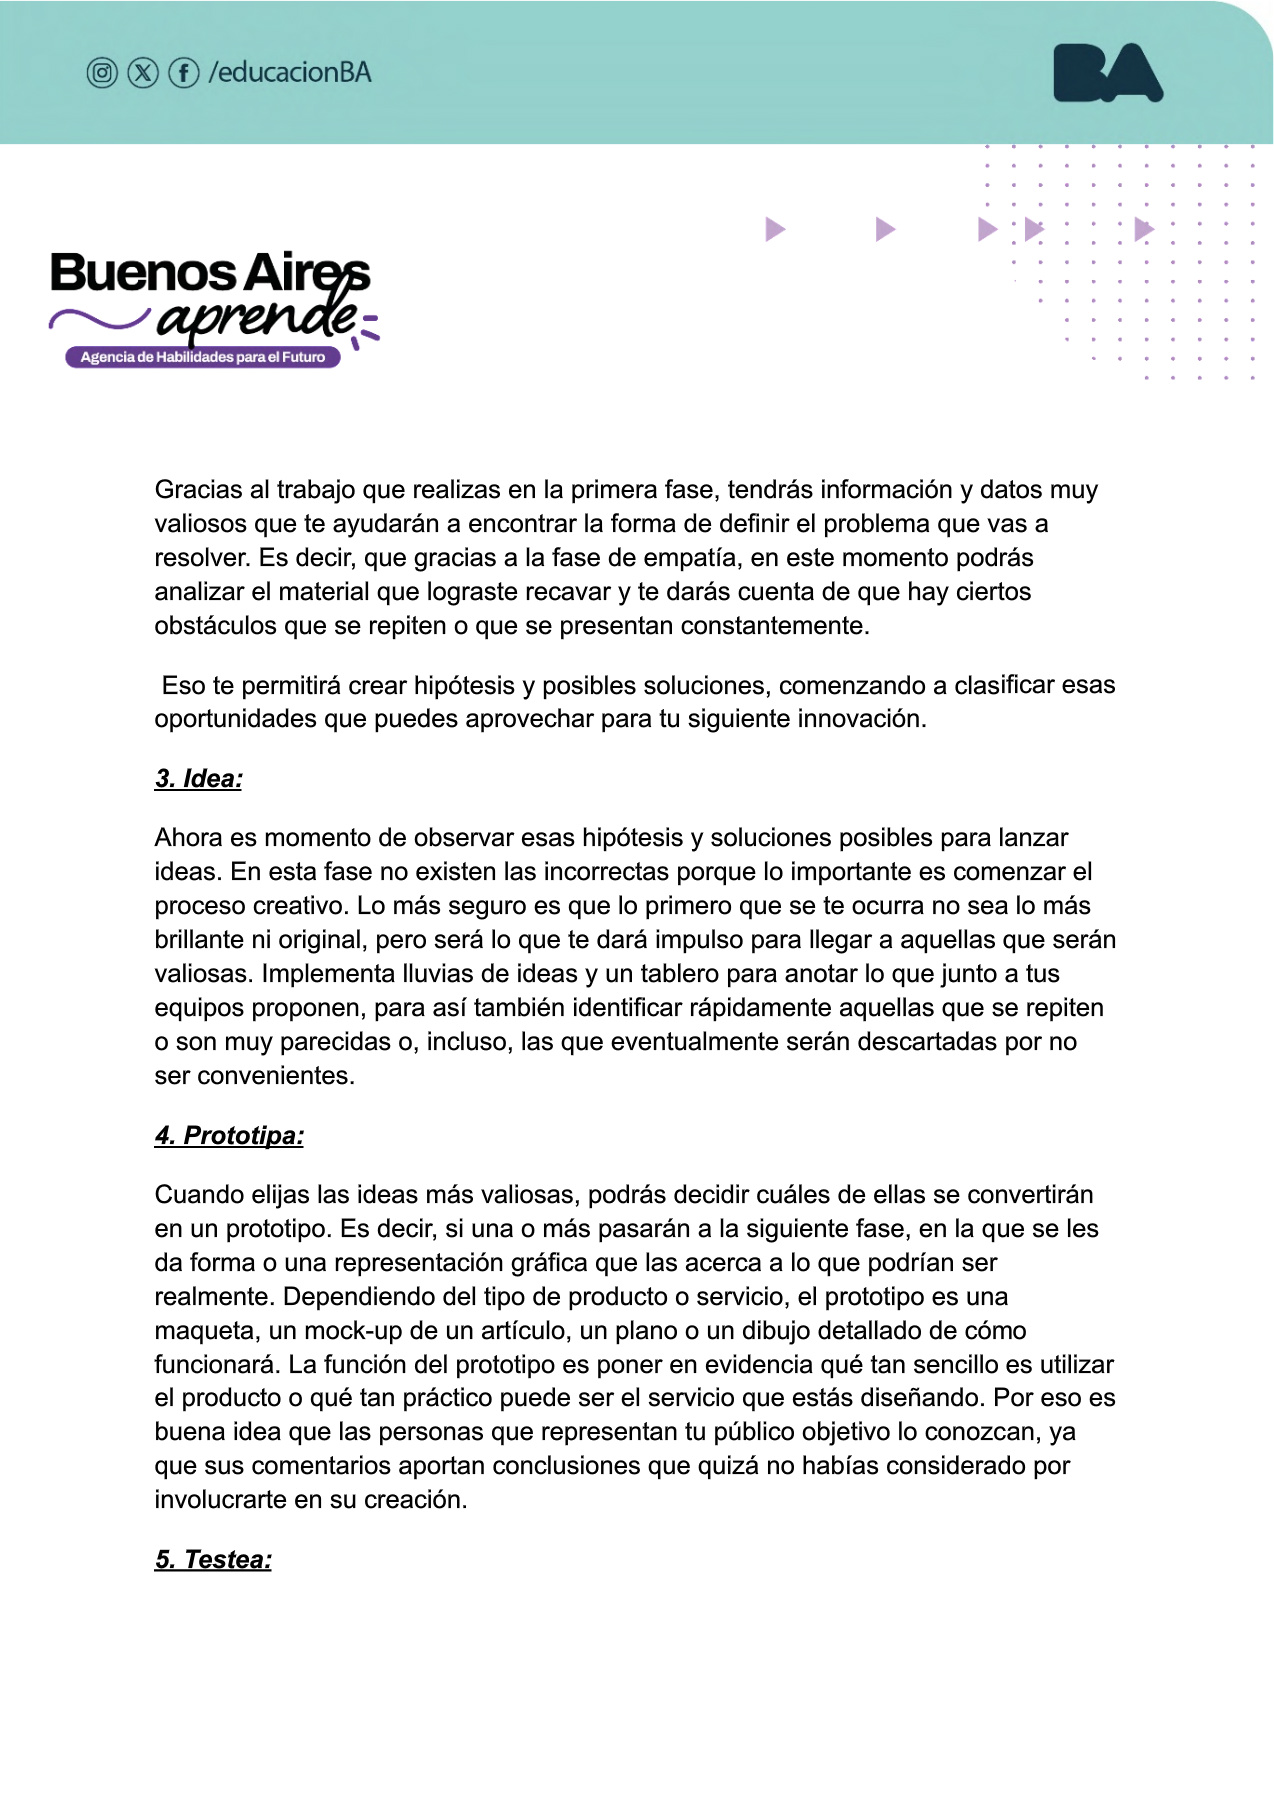 /educacionBA
BA
Buenos Aires
aprende
Agencia de Habilidades para el Futuro
Gracias al trabajo que realizas en la primera fase, tendrás información y datos muy
valiosos que te ayudarán a encontrar la forma de definir el problema que vas a
resolver. Es decir, que gracias a la fase de empatía, en este momento podrás
analizar el material que lograste recavar y te darás cuenta de que hay ciertos
obstáculos que se repiten o que se presentan constantemente.
Eso te permitirá crear hipótesis y posibles soluciones, comenzando a clasificar esas
oportunidades que puedes aprovechar para tu siguiente innovación.
3. Idea:
Ahora es momento de observar esas hipótesis y soluciones posibles para lanzar
ideas. En esta fase no existen las incorrectas porque lo importante es comenzar el
proceso creativo. Lo más seguro es que lo primero que se te ocurra no sea lo más
brillante ni original, pero será lo que te dará impulso para llegar a aquellas que serán
valiosas. Implementa lluvias de ideas y un tablero para anotar lo que junto a tus
equipos proponen, para así también identificar rápidamente aquellas que se repiten
o son muy parecidas o, incluso, las que eventualmente serán descartadas por no
ser convenientes.
4. Prototipa:
Cuando elijas las ideas más valiosas, podrás decidir cuáles de ellas se convertirán
en un prototipo. Es decir, si una o más pasarán a la siguiente fase, en la que se les
da forma o una representación gráfica que las acerca a lo que podrían ser
realmente. Dependiendo del tipo de producto o servicio, el prototipo es una
maqueta, un mock-up de un artículo, un plano o un dibujo detallado de cómo
funcionará. La función del prototipo es poner en evidencia qué tan sencillo es utilizar
el producto o qué tan práctico puede ser el servicio que estás diseñando. Por eso es
buena idea que las personas que representan tu público objetivo lo conozcan, ya
que sus comentarios aportan conclusiones que quizá no habías considerado por
involucrarte en su creación.
5. Testea: